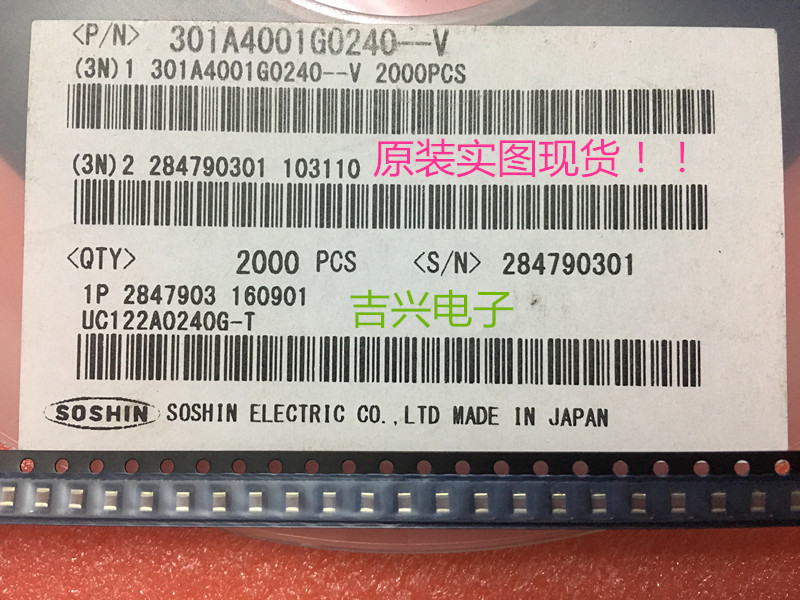 <P/N> 301A4001G0240--V
(3N)1 301A4001G0240--V 2000PCS
(3N)2 284790301 103110 原装实图现货！！
<QTY> 2000 PCS <S/N> 284790301
1P 2847903 160901
UC122A0240G-T
吉兴电子
SOSHIN SOSHIN ELECTRIC CO.,LTD MADE IN JAPAN